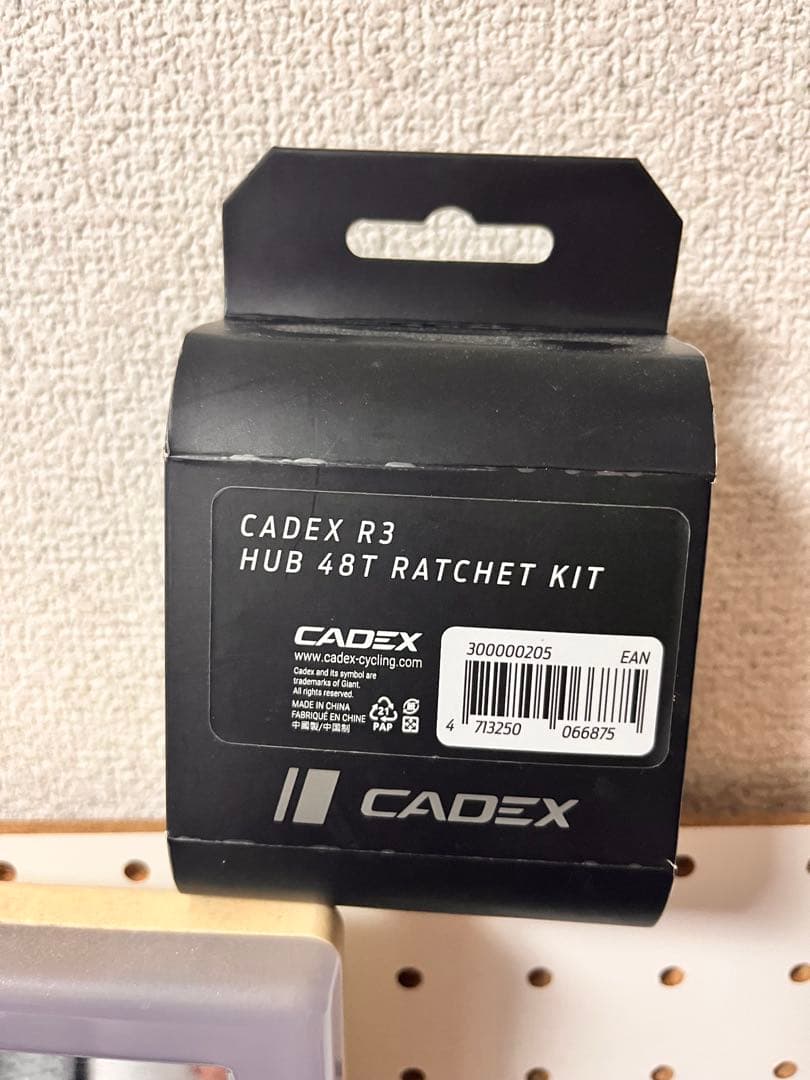 CADEX R3
HUB 48T RATCHET KIT
CADEX
www.cadex-cycling.com
Cadex and its symbol are
trademarks of Giant.
All rights reserved.
MADE IN CHINA
FABRIQUÉ EN CHINE
中國製/中国制
21
PAP
300000205 EAN
4 713250 066875
CADEX